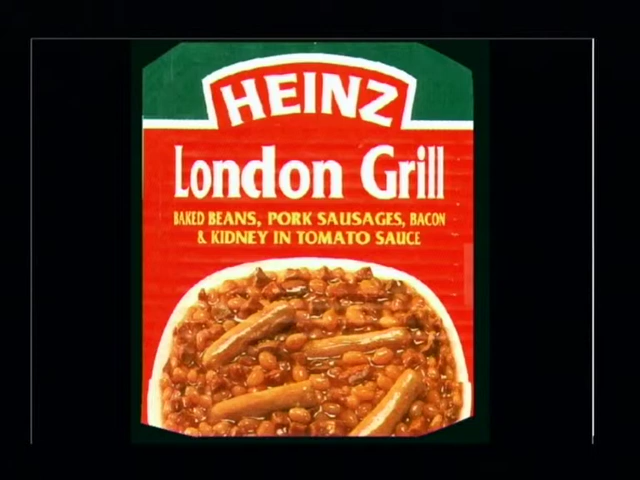 HEINZ
London Grill
BAKED BEANS, PORK SAUSAGES, BACON
& KIDNEY IN TOMATO SAUCE